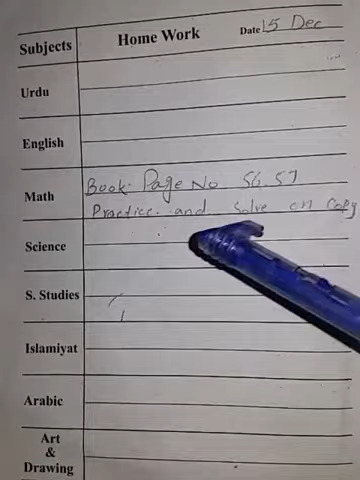 Subjects Home Work Date 15 Dec
Urdu
English
Book Page No 56.57
Math
Practice and Solve on Copy
Science
S. Studies
Islamiyat
Arabic
Art
&
Drawing